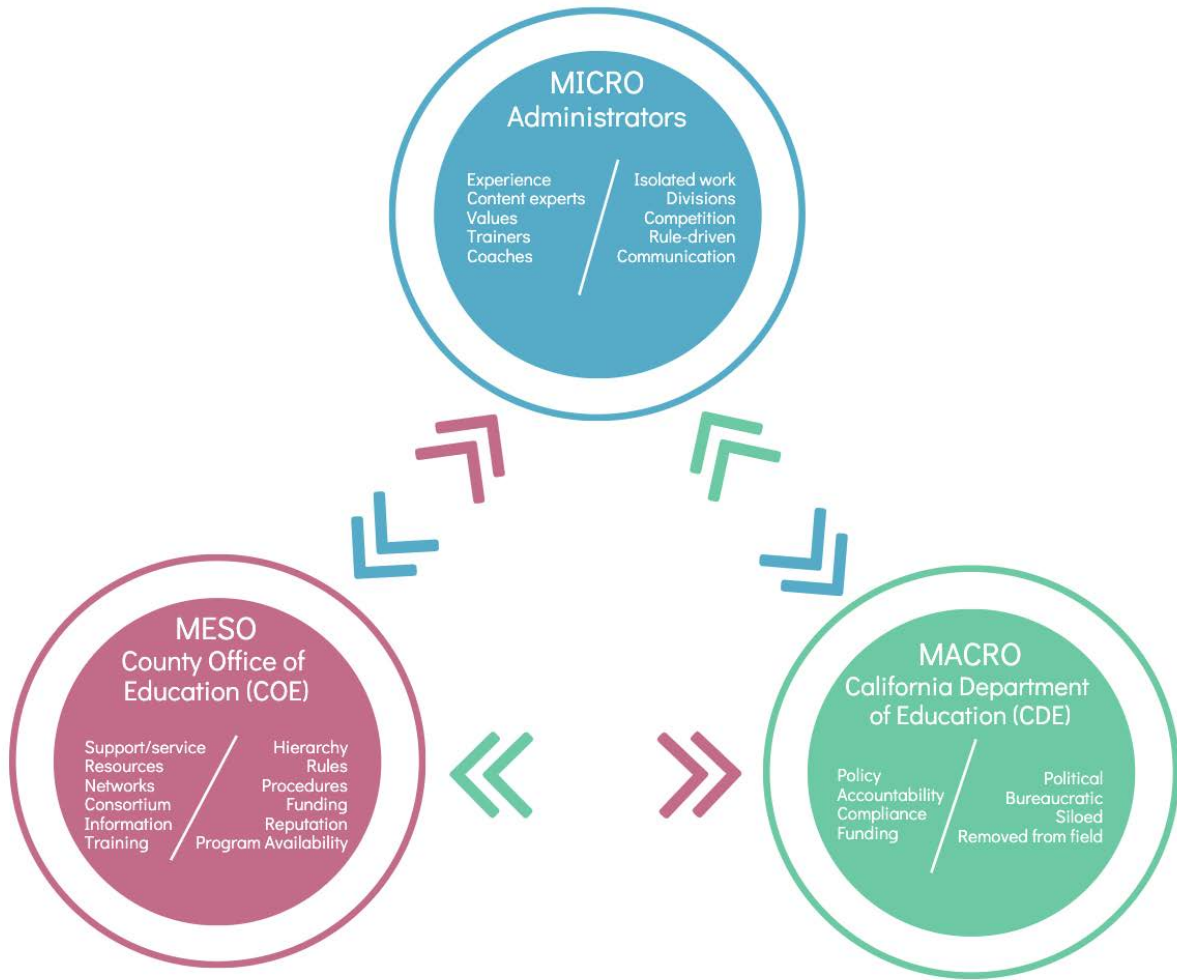 MICRO
Administrators
Experience
Content experts
Values
Trainers
Coaches
Isolated work
Divisions
Competition
Rule-driven
Communication
MESO
County Office of
Education (COE)
Support/service
Resources
Networks
Consortium
Information
Training
Hierarchy
Rules
Procedures
Funding
Reputation
Program Availability
MACRO
California Department
of Education (CDE)
Policy
Accountability
Compliance
Funding
Political
Bureaucratic
Siloed
Removed from field